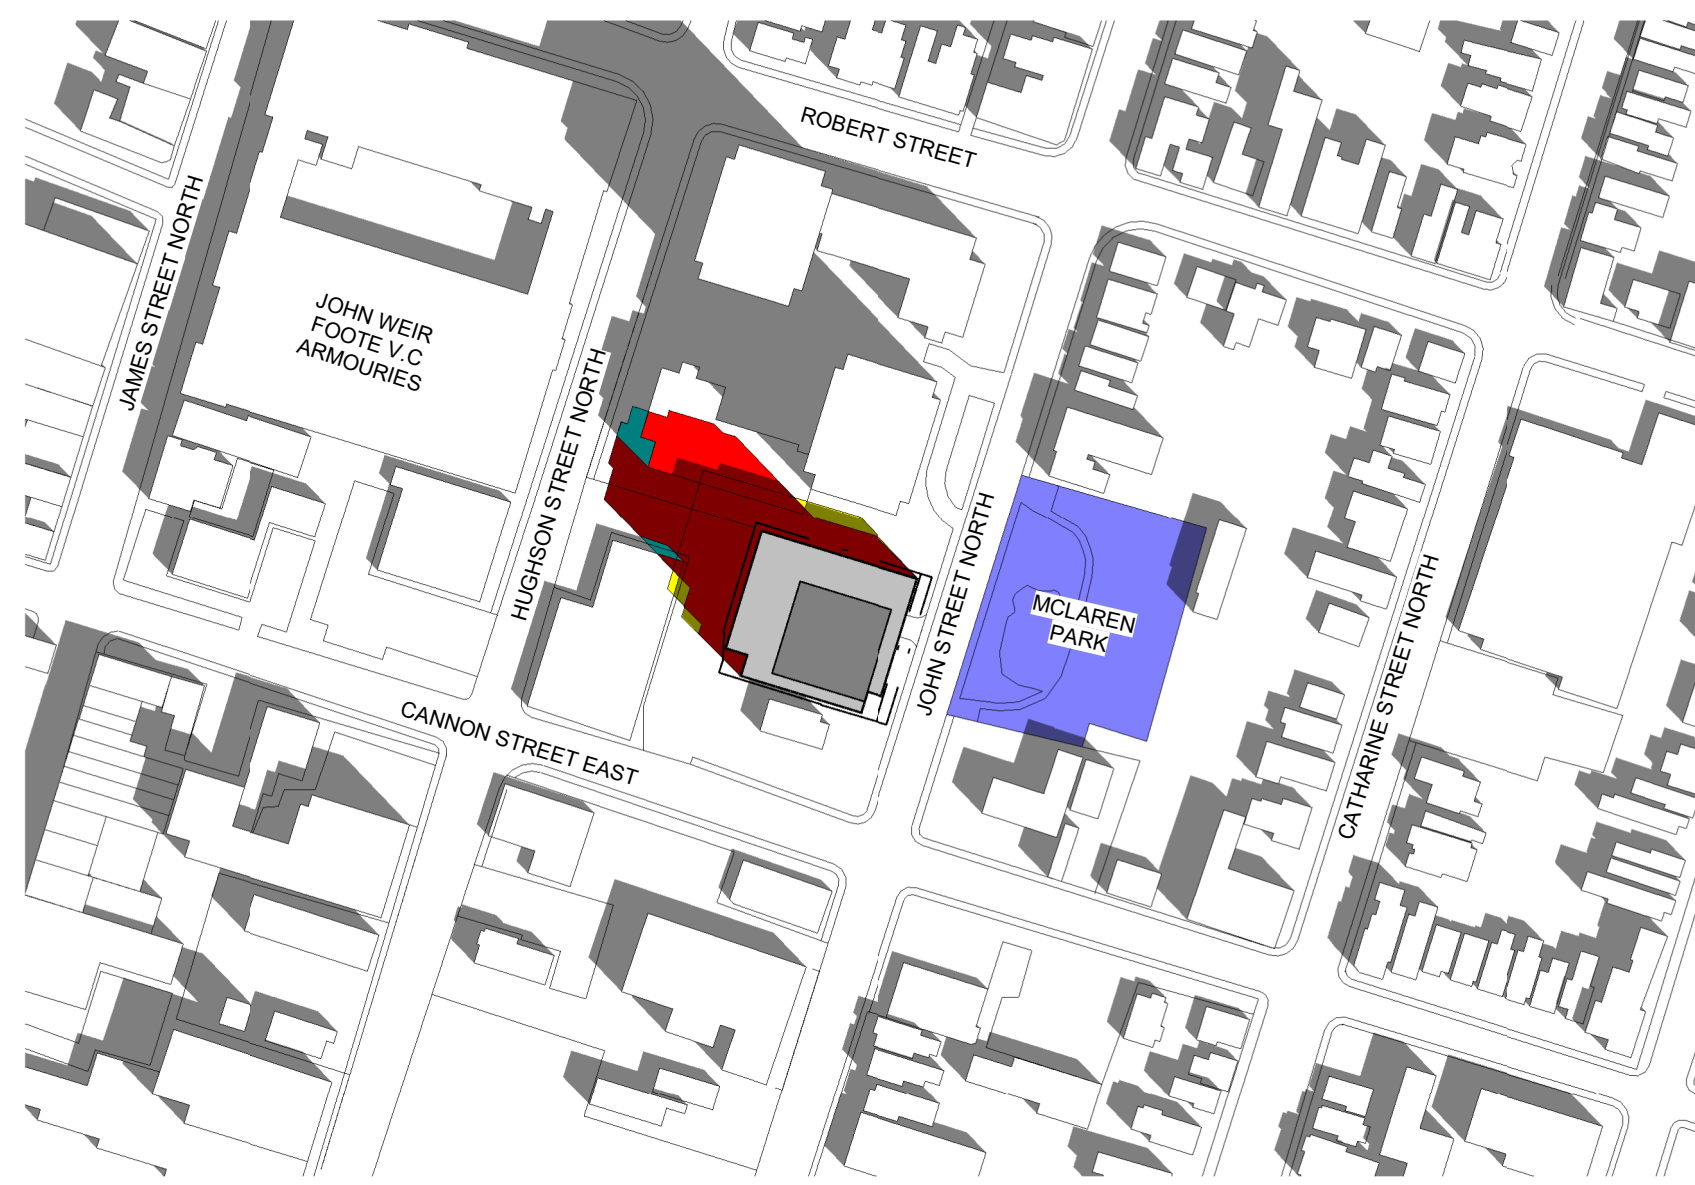 ROBERT STREET
JAMES STREET NORTH
JOHN WEIR
FOOTE V.C
ARMOURIES
HUGHSON STREET NORTH
JOHN STREET NORTH
MCLAREN
PARK
CATHARINE STREET NORTH
CANNON STREET EAST